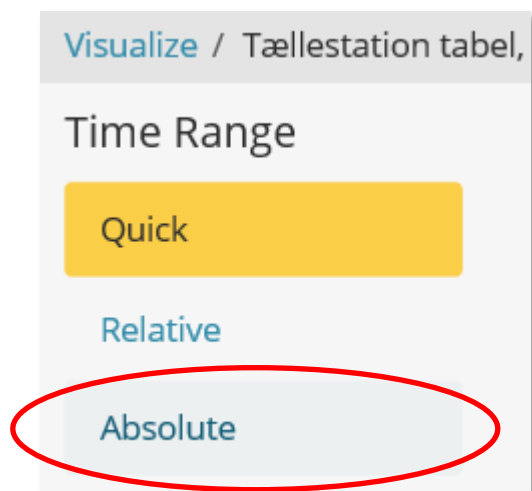 Visualize / Tællestation tabel,
Time Range
Quick
Relative
Absolute